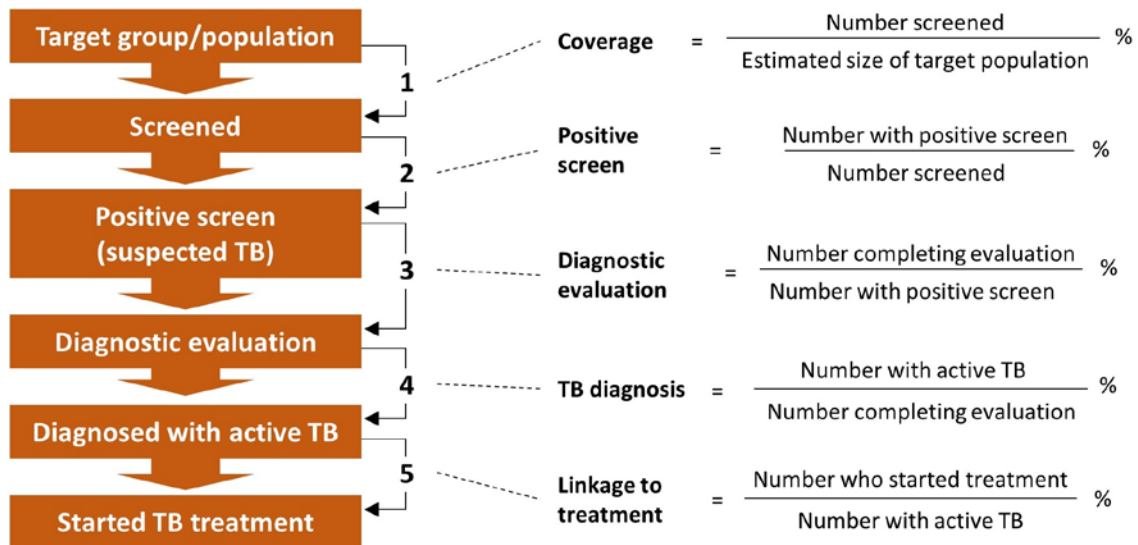 Target group/population
Screened
Positive screen
(suspected TB)
Diagnostic evaluation
Diagnosed with active TB
Started TB treatment
1
2
3
4
5
Coverage = Number screened %
Estimated size of target population
Positive
screen = Number with positive screen %
Number screened
Diagnostic
evaluation = Number completing evaluation %
Number with positive screen
TB diagnosis = Number with active TB %
Number completing evaluation
Linkage to
treatment = Number who started treatment %
Number with active TB